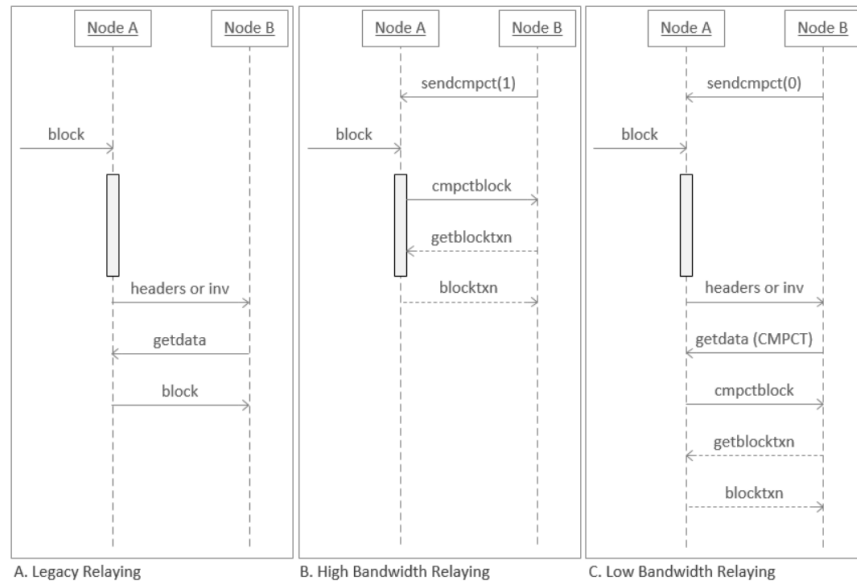 Node A
Node B
block
headers or inv
getdata
block
A. Legacy Relaying
Node A
Node B
sendcmpct(1)
block
cmpctblock
getblocktxn
blocktxn
B. High Bandwidth Relaying
Node A
Node B
sendcmpct(0)
block
headers or inv
getdata (CMPCT)
cmpctblock
getblocktxn
blocktxn
C. Low Bandwidth Relaying